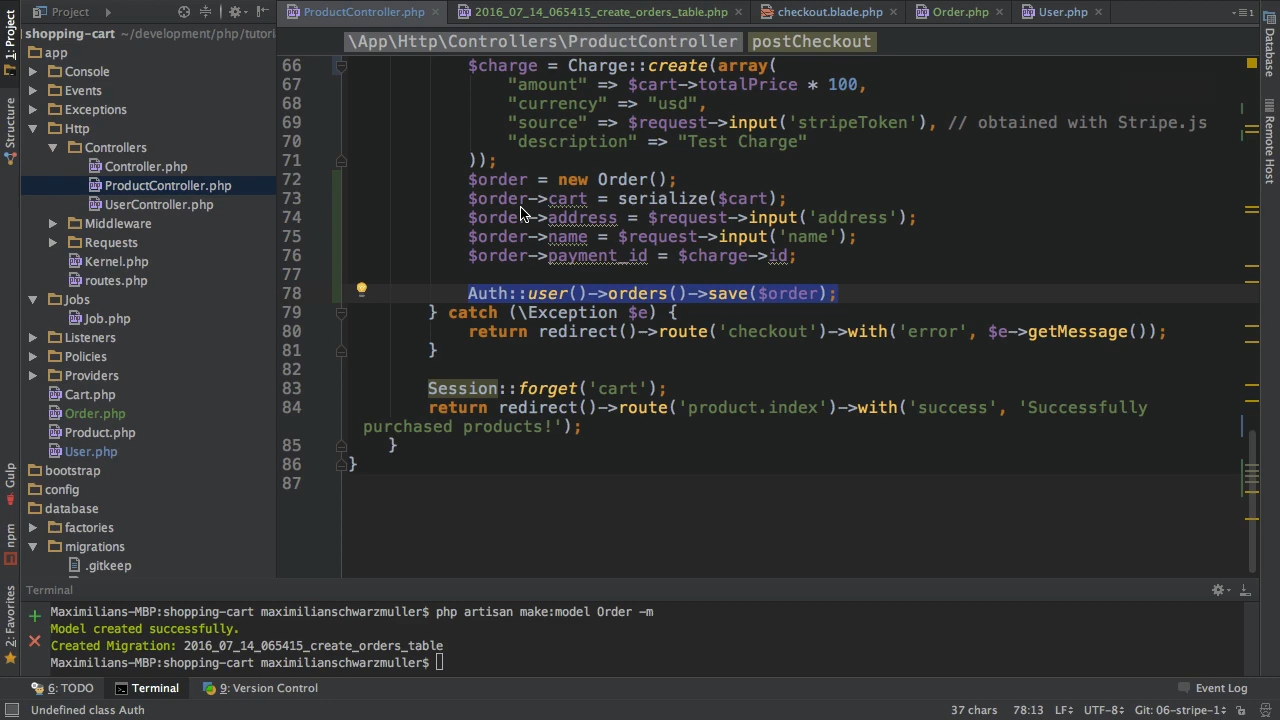 Project
ProductController.php
2016_07_14_065415_create_orders_table.php
checkout.blade.php
Order.php
User.php
1
shopping-cart ~/development/php/tutori
\App\Http\Controllers\ProductController postCheckout
app
Console
Events
Exceptions
Http
Controllers
Controller.php
ProductController.php
UserController.php
Middleware
Requests
Kernel.php
routes.php
Jobs
Job.php
Listeners
Policies
Providers
Cart.php
Order.php
Product.php
User.php
bootstrap
config
database
factories
migrations
.gitkeep
66 $charge = Charge::create(array(
67 "amount" => $cart->totalPrice * 100,
68 "currency" => "usd",
69 "source" => $request->input('stripeToken'), // obtained with Stripe.js
70 "description" => "Test Charge"
71 ));
72 $order = new Order();
73 $order->cart = serialize($cart);
74 $order->address = $request->input('address');
75 $order->name = $request->input('name');
76 $order->payment_id = $charge->id;
77
78 Auth::user()->orders()->save($order);
79 } catch (\Exception $e) {
80 return redirect()->route('checkout')->with('error', $e->getMessage());
81 }
82
83 Session::forget('cart');
84 return redirect()->route('product.index')->with('success', 'Successfully
purchased products!');
85 }
86 }
87
1: Project
Structure
Gulp
npm
2: Favorites
Database
Remote Host
Terminal
Maximilians-MBP:shopping-cart maximilianschwarzmuller$ php artisan make:model Order -m
Model created successfully.
Created Migration: 2016_07_14_065415_create_orders_table
Maximilians-MBP:shopping-cart maximilianschwarzmuller$
6: TODO
Terminal
9: Version Control
Event Log
Undefined class Auth
37 chars
78:13
LF
UTF-8
Git: 06-stripe-1